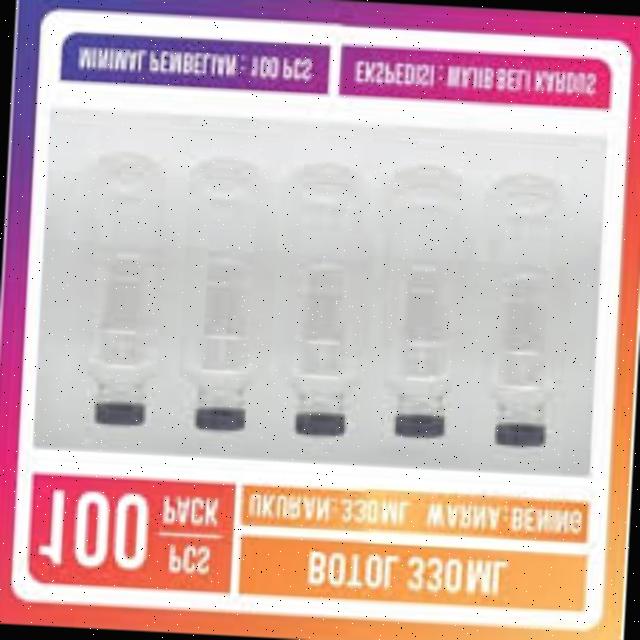 BOTOL 330ML
100 PCS PACK
UKURAN: 330ML WARNA: BENING
EKSPEDISI : WAJIB BELI KARDUS
MINIMAL PEMBELIAN : 100 PCS